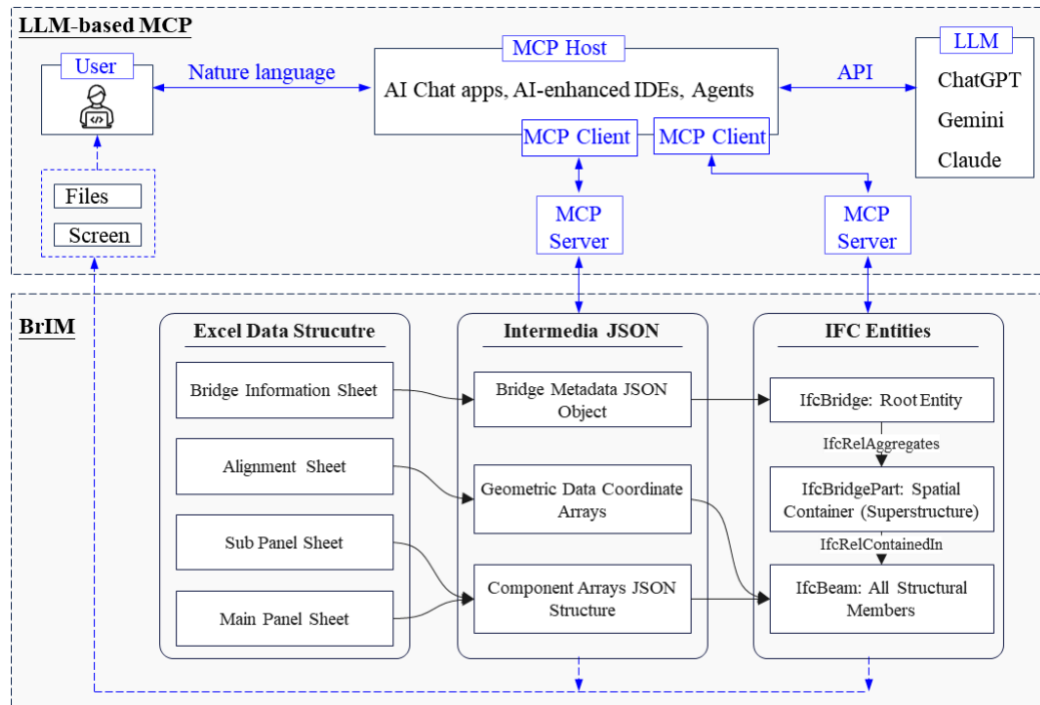 LLM-based MCP
User
Nature language
MCP Host
AI Chat apps, AI-enhanced IDEs, Agents
MCP Client
MCP Client
API
LLM
ChatGPT
Gemini
Claude
Files
Screen
MCP
Server
MCP
Server
BrIM
Excel Data Strucutre
Bridge Information Sheet
Alignment Sheet
Sub Panel Sheet
Main Panel Sheet
Intermedia JSON
Bridge Metadata JSON
Object
Geometric Data Coordinate
Arrays
Component Arrays JSON
Structure
IFC Entities
IfcBridge: Root Entity
IfcRelAggregates
IfcBridgePart: Spatial
Container (Superstructure)
IfcRelContainedIn
IfcBeam: All Structural
Members